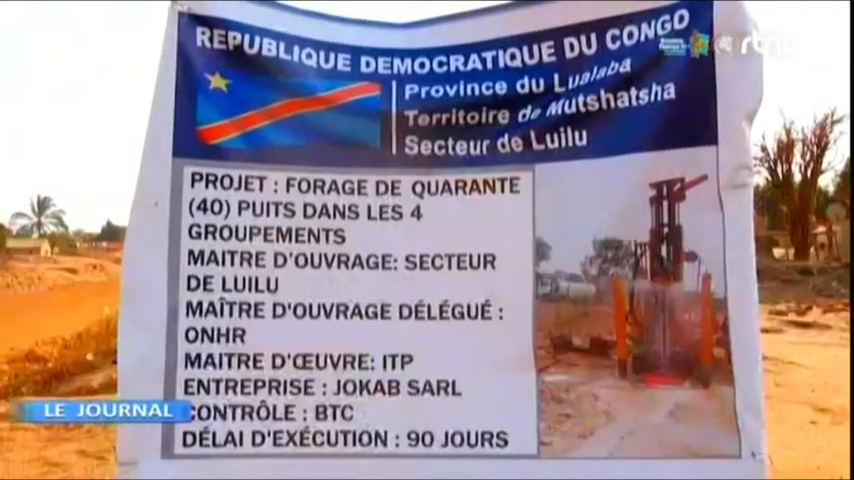 REPUBLIQUE DEMOCRATIQUE DU CONGO
PROVINCE DU LUALABA
TERRITOIRE DE MUTSHATSHA
SECTEUR DE LUILU
PROJET : FORAGE DE QUARANTE
(40) PUITS DANS LES 4
GROUPEMENTS
MAITRE D'OUVRAGE: SECTEUR
DE LUILU
MAÎTRE D'OUVRAGE DÉLÉGUÉ :
ONHR
MAITRE D'ŒUVRE: ITP
ENTREPRISE : JOKAB SARL
CONTRÔLE : BTC
DÉLAI D'EXÉCUTION : 90 JOURS
LE JOURNAL
rtnc